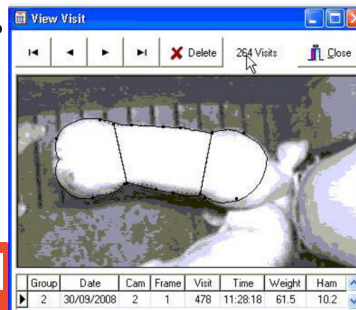 View Visit
Delete 264 Visits Close
Group Date Cam Frame Visit Time Weight Ham
2 30/09/2008 2 1 478 11:28:18 61.5 10.2